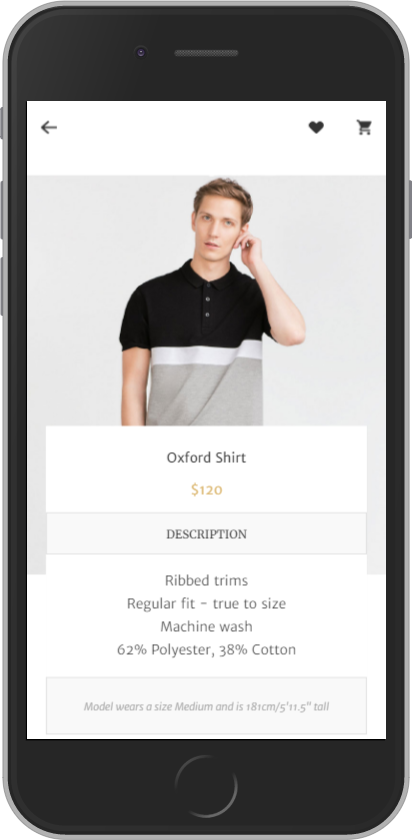 Oxford Shirt
$120
DESCRIPTION
Ribbed trims
Regular fit - true to size
Machine wash
62% Polyester, 38% Cotton
Model wears a size Medium and is 181cm/5'11.5" tall